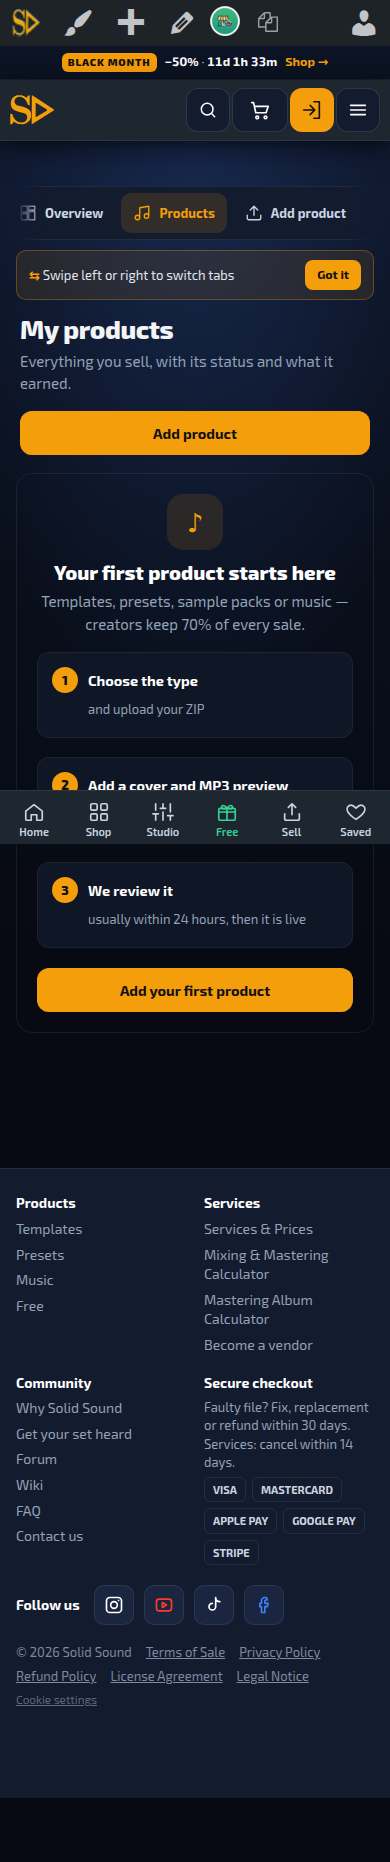 BLACK MONTH −50% · 11d 1h 33m Shop →
Overview Products Add product
⇆ Swipe left or right to switch tabs Got it
My products
Everything you sell, with its status and what it
earned.
Add product
Your first product starts here
Templates, presets, sample packs or music —
creators keep 70% of every sale.
1 Choose the type
and upload your ZIP
2 Add a cover and MP3 preview
Home Shop Studio Free Sell Saved
3 We review it
usually within 24 hours, then it is live
Add your first product
Products
Templates
Presets
Music
Free
Services
Services & Prices
Mixing & Mastering
Calculator
Mastering Album
Calculator
Become a vendor
Community
Why Solid Sound
Get your set heard
Forum
Wiki
FAQ
Contact us
Secure checkout
Faulty file? Fix, replacement
or refund within 30 days.
Services: cancel within 14
days.
VISA MASTERCARD
APPLE PAY GOOGLE PAY
STRIPE
Follow us
© 2026 Solid Sound Terms of Sale Privacy Policy
Refund Policy License Agreement Legal Notice
Cookie settings